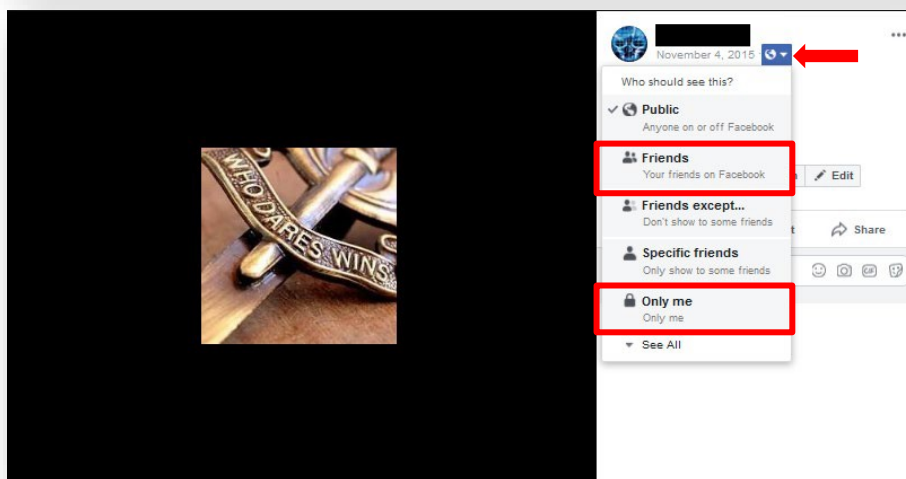 WHO DARES WINS
November 4, 2015
Who should see this?
Public
Anyone on or off Facebook
Friends
Your friends on Facebook
Edit
Friends except...
Don't show to some friends
Share
Specific friends
Only show to some friends
GIF
Only me
Only me
See All